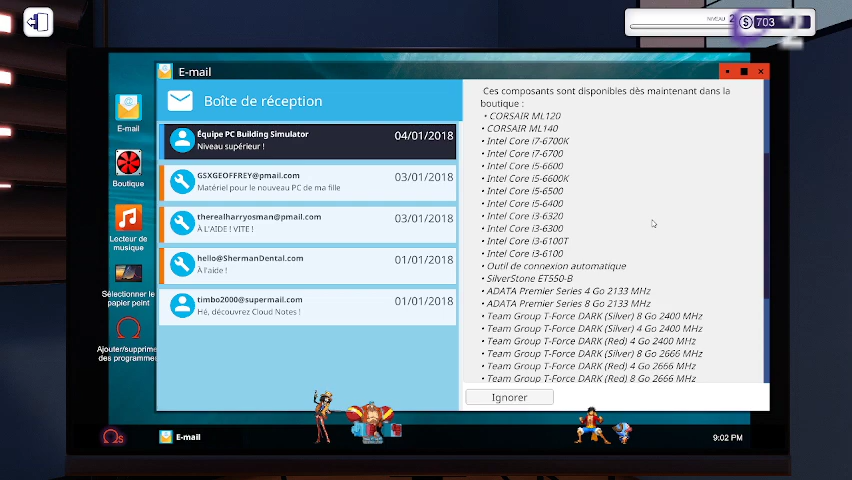 NIVEAU 2
703
E-mail
Boîte de réception
Équipe PC Building Simulator 04/01/2018
Niveau supérieur !
GSXGEOFFREY@pmail.com 03/01/2018
Matériel pour le nouveau PC de ma fille
therealharryosman@pmail.com 03/01/2018
À L'AIDE ! VITE !
hello@ShermanDental.com 01/01/2018
À l'aide !
timbo2000@supermail.com 01/01/2018
Hé, découvrez Cloud Notes !
Ces composants sont disponibles dès maintenant dans la
boutique :
• CORSAIR ML120
• CORSAIR ML140
• Intel Core i7-6700K
• Intel Core i7-6700
• Intel Core i5-6600
• Intel Core i5-6600K
• Intel Core i5-6500
• Intel Core i5-6400
• Intel Core i3-6320
• Intel Core i3-6300
• Intel Core i3-6100T
• Intel Core i3-6100
• Outil de connexion automatique
• SilverStone ET550-B
• ADATA Premier Series 4 Go 2133 MHz
• ADATA Premier Series 8 Go 2133 MHz
• Team Group T-Force DARK (Silver) 8 Go 2400 MHz
• Team Group T-Force DARK (Silver) 4 Go 2400 MHz
• Team Group T-Force DARK (Red) 4 Go 2400 MHz
• Team Group T-Force DARK (Silver) 8 Go 2666 MHz
• Team Group T-Force DARK (Red) 4 Go 2666 MHz
• Team Group T-Force DARK (Red) 8 Go 2666 MHz
Ignorer
E-mail
Boutique
Lecteur de
musique
Sélectionner le
papier peint
Ajouter/supprime
des programmes
E-mail
9:02 PM